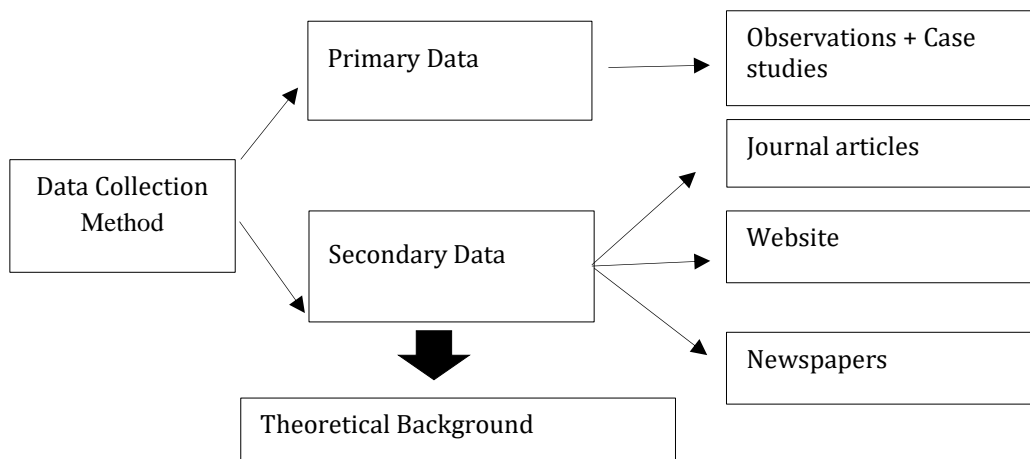 Primary Data
Observations + Case
studies
Journal articles
Data Collection
Method
Website
Secondary Data
Newspapers
Theoretical Background